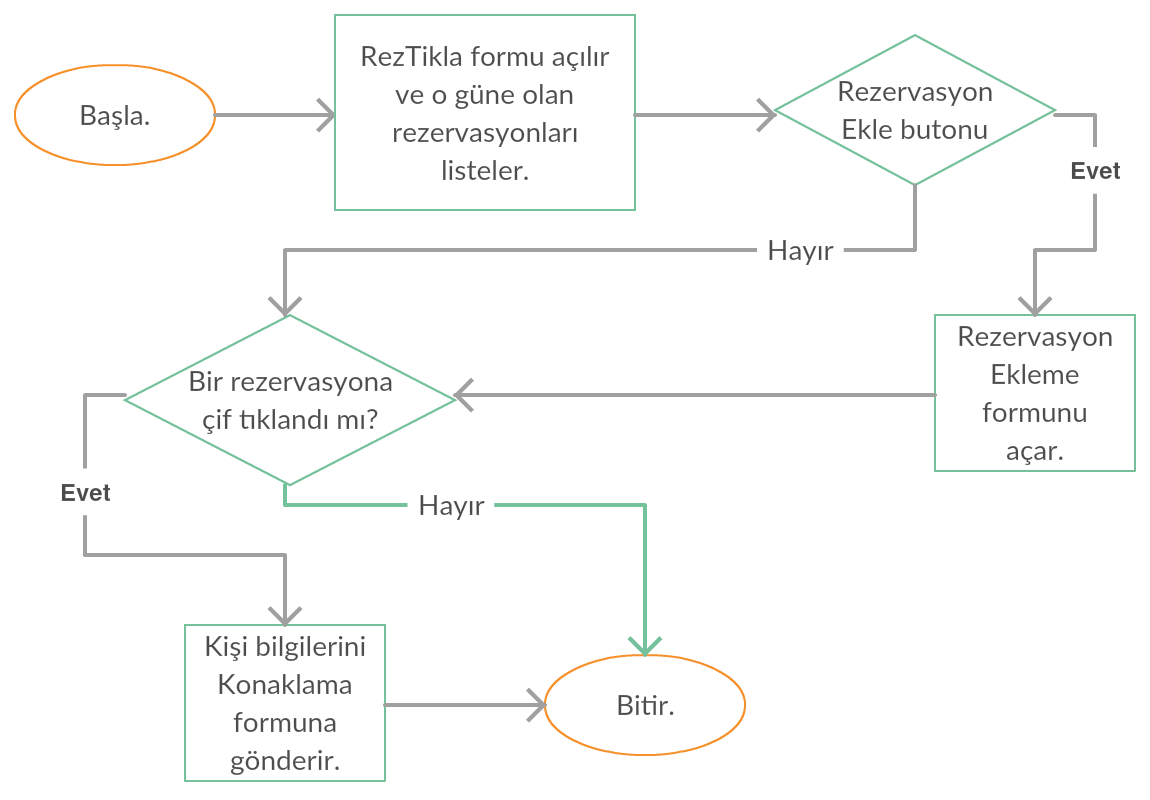 Başla.
RezTikla formu açılır
ve o güne olan
rezervasyonları
listeler.
Rezervasyon
Ekle butonu
Evet
Hayır
Rezervasyon
Ekleme
formunu
açar.
Bir rezervasyona
çif tıklandı mı?
Evet
Hayır
Kişi bilgilerini
Konaklama
formuna
gönderir.
Bitir.